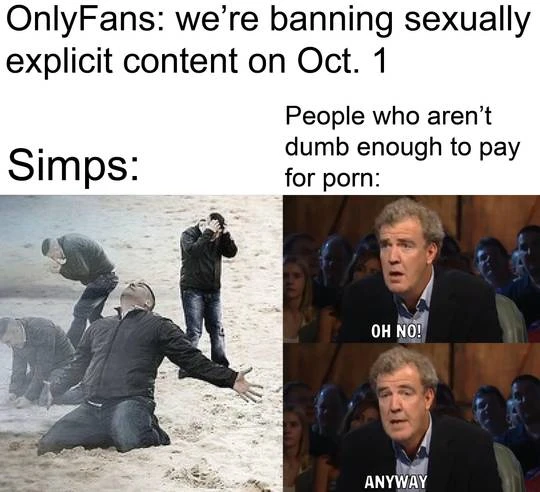 OnlyFans: we’re banning sexually
explicit content on Oct. 1
Simps:
People who aren’t
dumb enough to pay
for porn:
OH NO!
ANYWAY